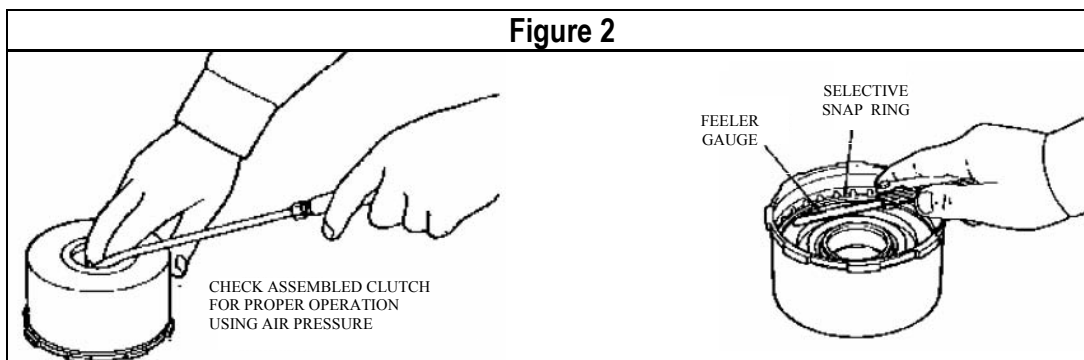 Figure 2
CHECK ASSEMBLED CLUTCH
FOR PROPER OPERATION
USING AIR PRESSURE
FEELER
GAUGE
SELECTIVE
SNAP RING